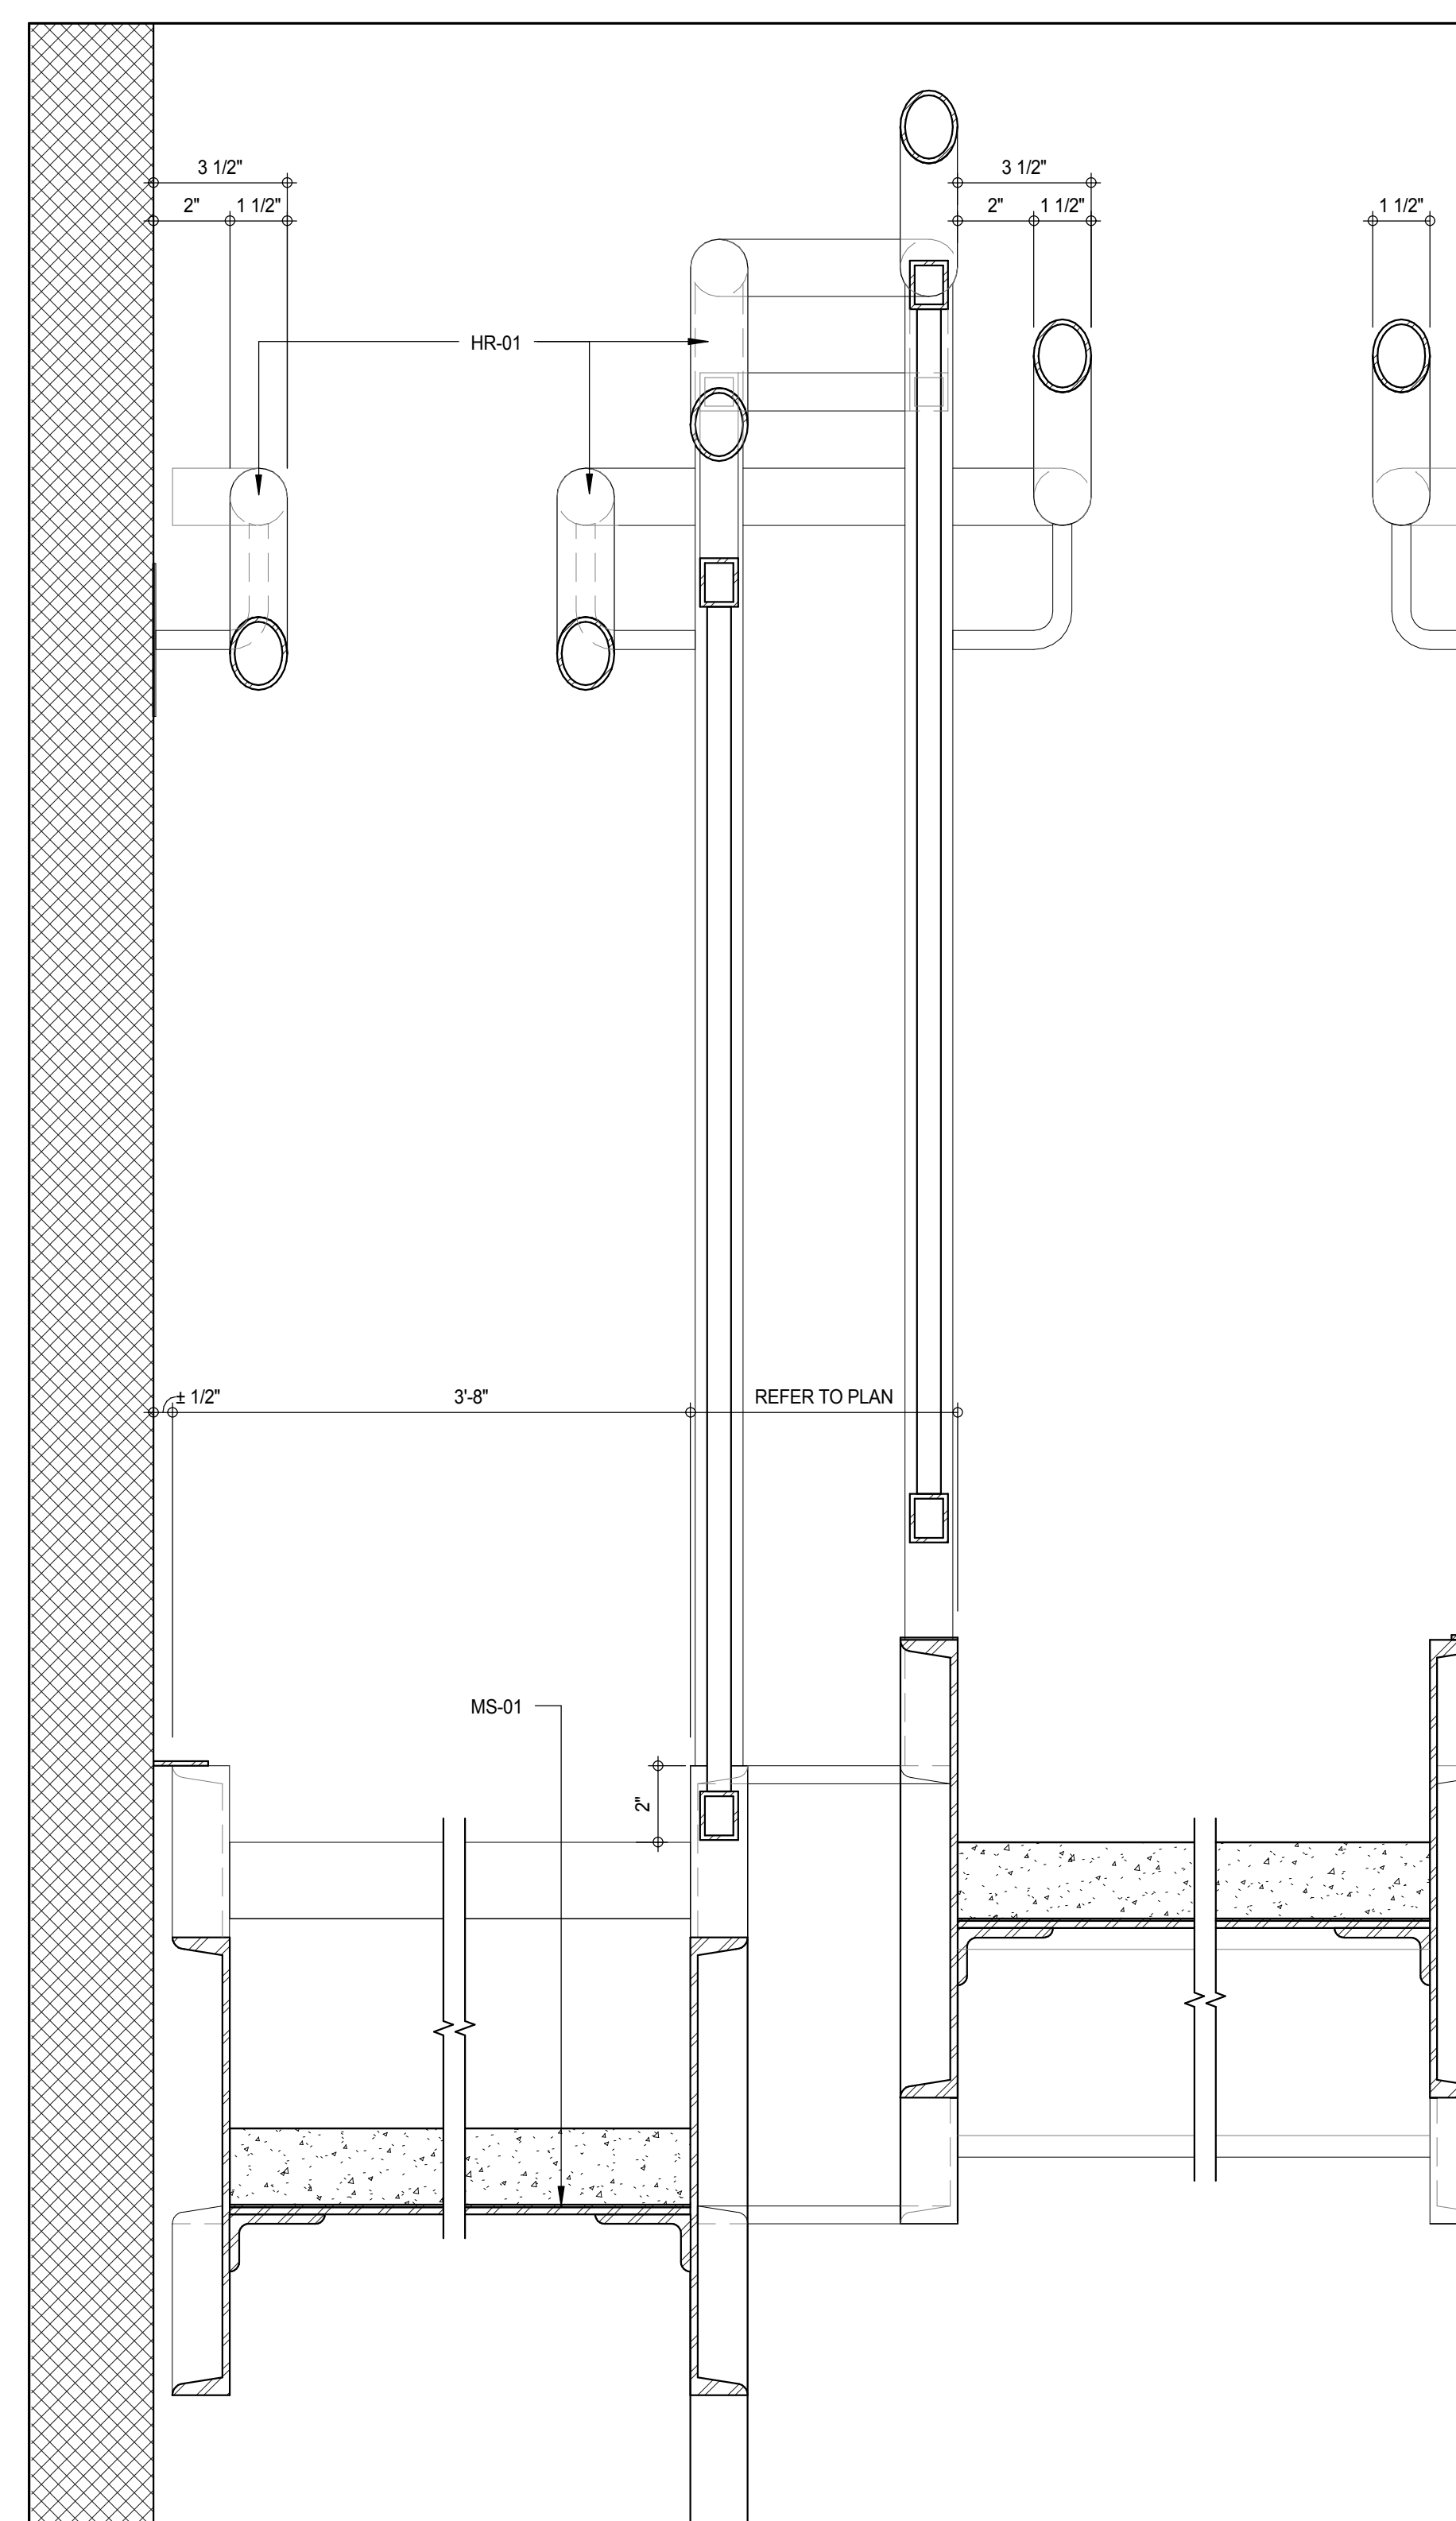 3 1/2" 3 1/2"
2" 1 1/2" 2" 1 1/2" 1 1/2"
HR-01
± 1/2" 3'-8" REFER TO PLAN
MS-01
2"